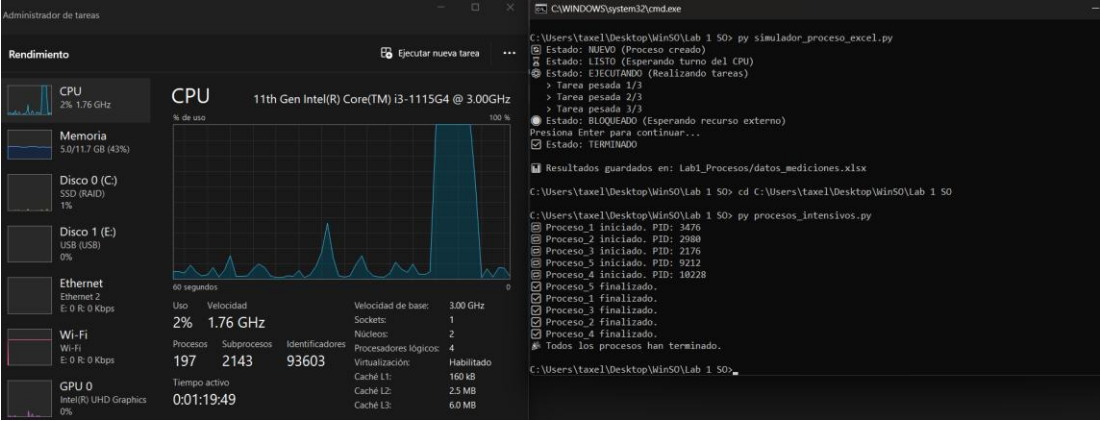 Administrador de tareas
Rendimiento
Ejecutar nueva tarea
CPU
2% 1.76 GHz
Memoria
5.0/11.7 GB (43%)
Disco 0 (C:)
SSD (RAID)
1%
Disco 1 (E:)
USB (USB)
0%
Ethernet
Ethernet 2
E: 0 R: 0 Kbps
Wi-Fi
Wi-Fi
E: 0 R: 0 Kbps
GPU 0
Intel(R) UHD Graphics
0%
CPU
11th Gen Intel(R) Core(TM) i3-1115G4 @ 3.00GHz
% de uso
100 %
60 segundos
0
Uso
2%
Velocidad
1.76 GHz
Procesos
197
Subprocesos
2143
Identificadores
93603
Tiempo activo
0:01:19:49
Velocidad de base: 3.00 GHz
Sockets: 1
Núcleos: 2
Procesadores lógicos: 4
Virtualización: Habilitado
Caché L1: 160 kB
Caché L2: 2.5 MB
Caché L3: 6.0 MB
C:\WINDOWS\system32\cmd.exe
C:\Users\taxel\Desktop\WinSO\Lab 1 SO> py simulador_proceso_excel.py
Estado: NUEVO (Proceso creado)
Estado: LISTO (Esperando turno del CPU)
Estado: EJECUTANDO (Realizando tareas)
> Tarea pesada 1/3
> Tarea pesada 2/3
> Tarea pesada 3/3
Estado: BLOQUEADO (Esperando recurso externo)
Presiona Enter para continuar...
Estado: TERMINADO
Resultados guardados en: Lab1_Procesos/datos_mediciones.xlsx
C:\Users\taxel\Desktop\WinSO\Lab 1 SO> cd C:\Users\taxel\Desktop\WinSO\Lab 1 SO
C:\Users\taxel\Desktop\WinSO\Lab 1 SO> py procesos_intensivos.py
Proceso_1 iniciado. PID: 3476
Proceso_2 iniciado. PID: 2980
Proceso_3 iniciado. PID: 2176
Proceso_5 iniciado. PID: 9212
Proceso_4 iniciado. PID: 10228
Proceso_5 finalizado.
Proceso_1 finalizado.
Proceso_3 finalizado.
Proceso_2 finalizado.
Proceso_4 finalizado.
Todos los procesos han terminado.
C:\Users\taxel\Desktop\WinSO\Lab 1 SO>